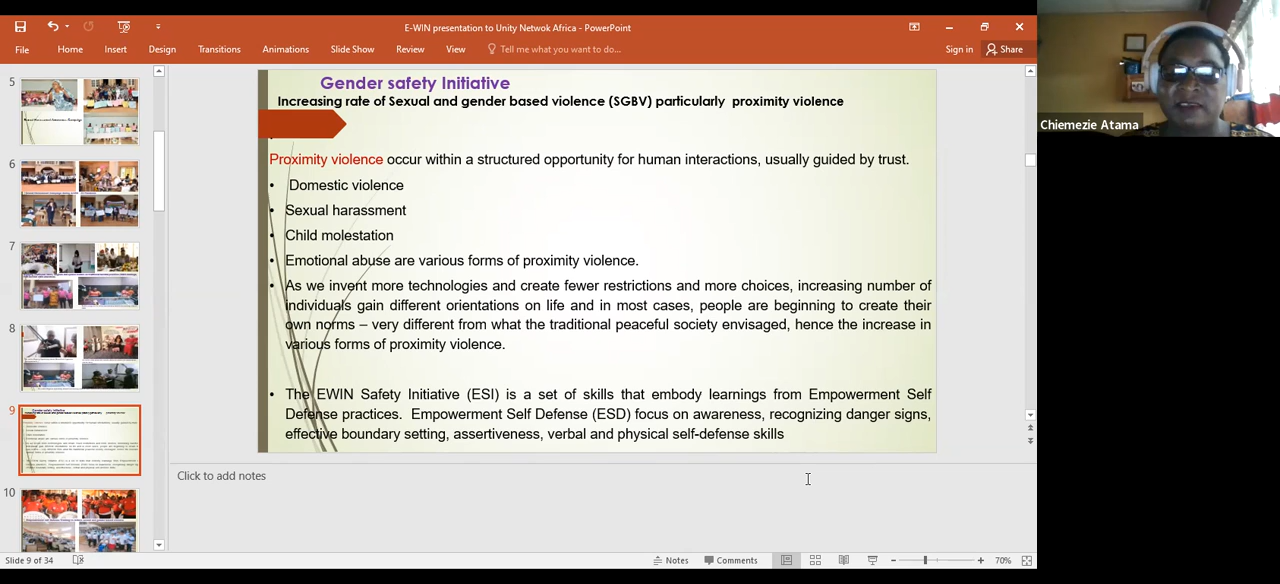 E-WIN presentation to Unity Netwok Africa - PowerPoint
File
Home
Insert
Design
Transitions
Animations
Slide Show
Review
View
Tell me what you want to do...
Sign in
Share
5
6
7
8
9
10
Gender safety Initiative
Increasing rate of Sexual and gender based violence (SGBV) particularly proximity violence
Proximity violence occur within a structured opportunity for human interactions, usually guided by trust.
• Domestic violence
• Sexual harassment
• Child molestation
• Emotional abuse are various forms of proximity violence.
• As we invent more technologies and create fewer restrictions and more choices, increasing number of
individuals gain different orientations on life and in most cases, people are beginning to create their
own norms – very different from what the traditional peaceful society envisaged, hence the increase in
various forms of proximity violence.
• The EWIN Safety Initiative (ESI) is a set of skills that embody learnings from Empowerment Self
Defense practices. Empowerment Self Defense (ESD) focus on awareness, recognizing danger signs,
effective boundary setting, assertiveness, verbal and physical self-defense skills
Click to add notes
Slide 9 of 34
Notes
Comments
70%
Chiemezie Atama